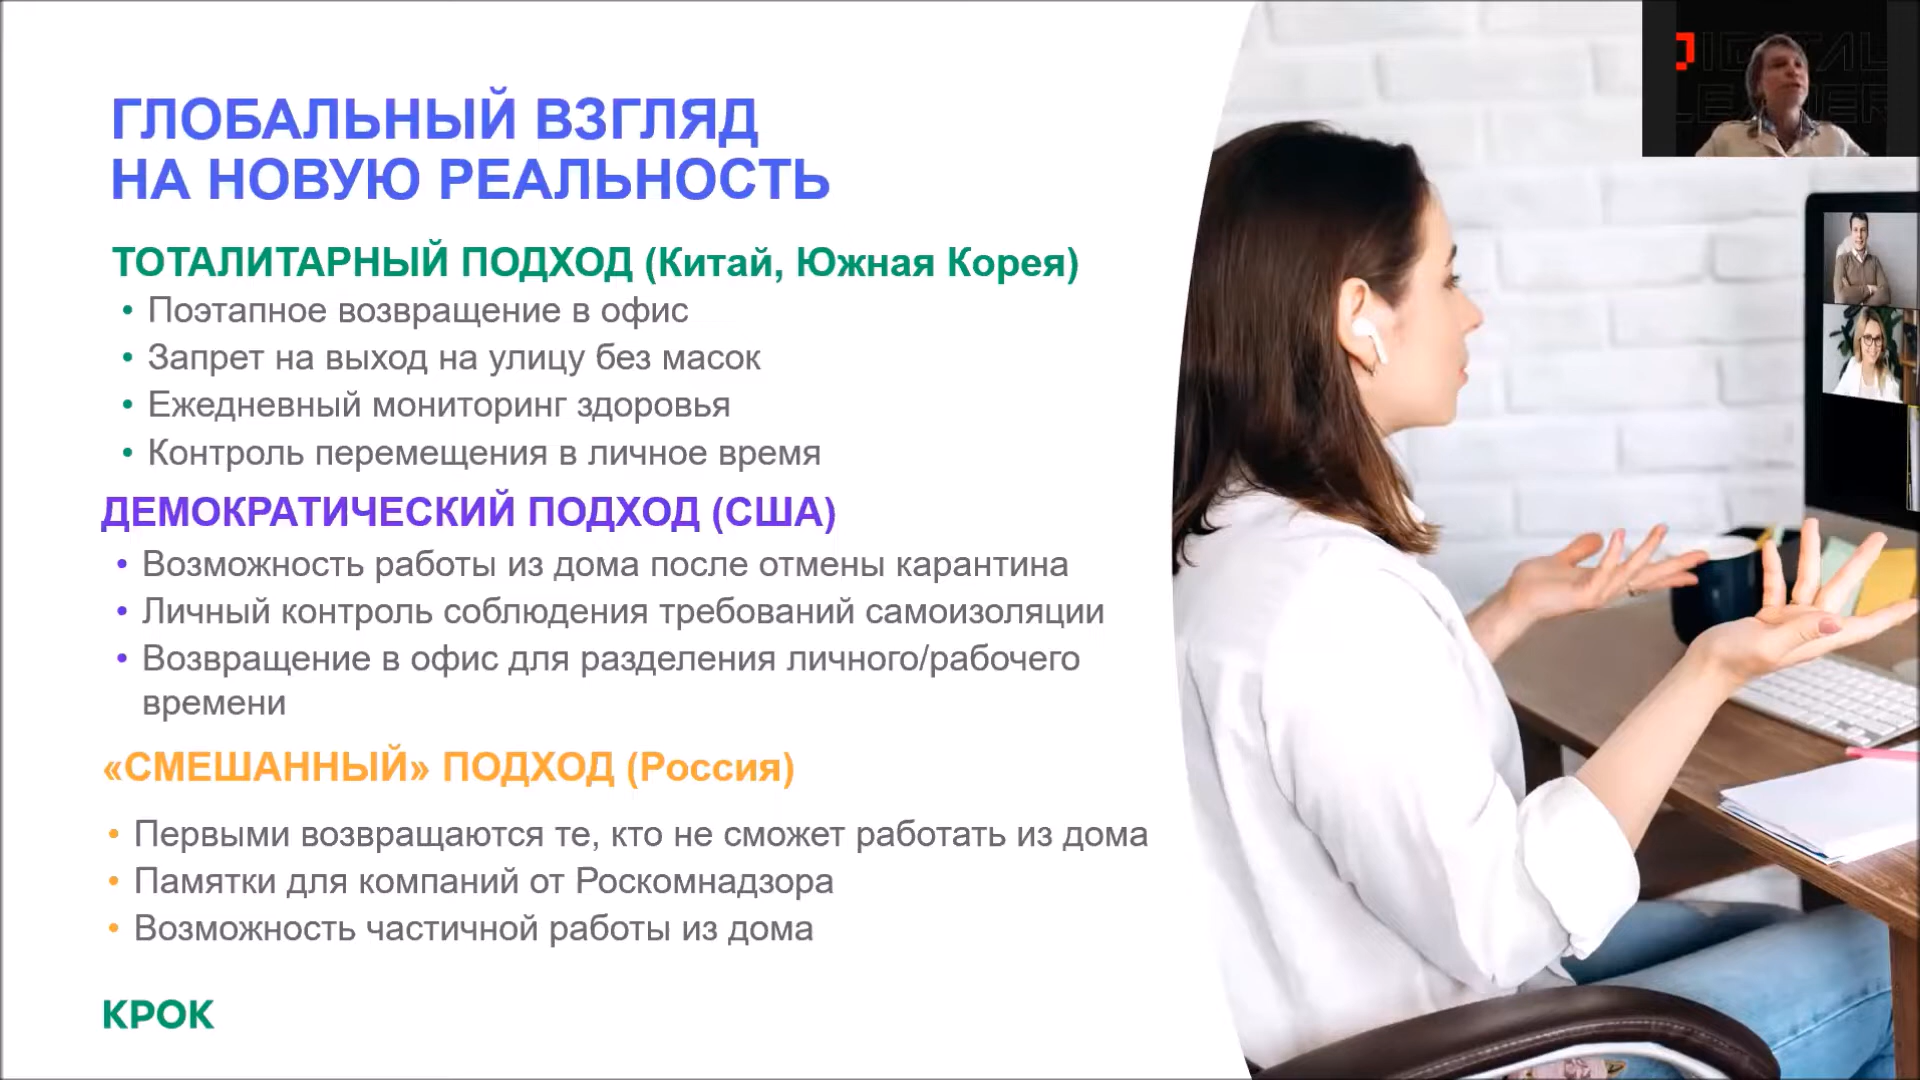 ГЛОБАЛЬНЫЙ ВЗГЛЯД
НА НОВУЮ РЕАЛЬНОСТЬ
ТОТАЛИТАРНЫЙ ПОДХОД (Китай, Южная Корея)
• Поэтапное возвращение в офис
• Запрет на выход на улицу без масок
• Ежедневный мониторинг здоровья
• Контроль перемещения в личное время
ДЕМОКРАТИЧЕСКИЙ ПОДХОД (США)
• Возможность работы из дома после отмены карантина
• Личный контроль соблюдения требований самоизоляции
• Возвращение в офис для разделения личного/рабочего
времени
«СМЕШАННЫЙ» ПОДХОД (Россия)
• Первыми возвращаются те, кто не сможет работать из дома
• Памятки для компаний от Роскомнадзора
• Возможность частичной работы из дома
КРОК